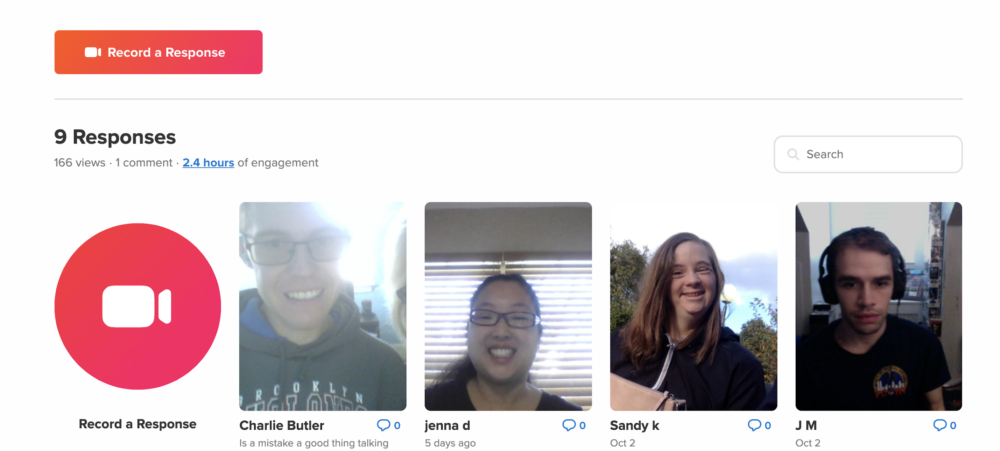 Record a Response
9 Responses
166 views · 1 comment · 2.4 hours of engagement
Search
BROOKLYN
Record a Response
Charlie Butler 0
Is a mistake a good thing talking
jenna d 0
5 days ago
Sandy k 0
Oct 2
J M 0
Oct 2